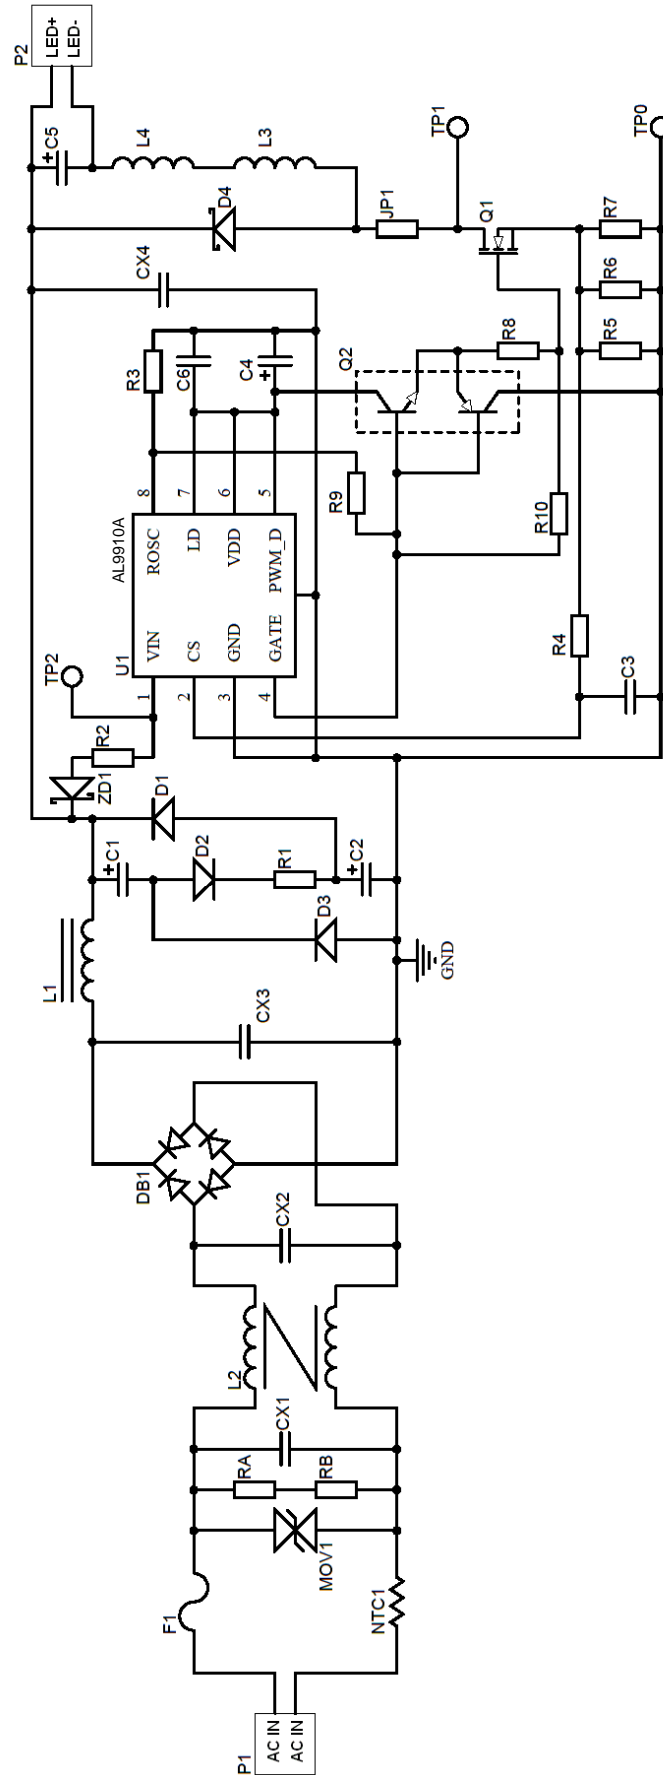 P2
LED+
LED-
C5
L4
L3
TP1
TP0
D4
JP1
Q1
R7
CX4
R6
R3
C6
C4
Q2
R8
R5
8
7
6
5
AL9910A
ROSC
LD
VDD
PWM_D
R9
R10
U1
VIN
CS
GND
GATE
1
2
3
4
TP2
R4
C3
R2
ZD1
D1
C1
D2
R1
C2
D3
L1
GND
CX3
DB1
CX2
L2
CX1
RA
RB
MOV1
F1
NTC1
P1
AC IN
AC IN